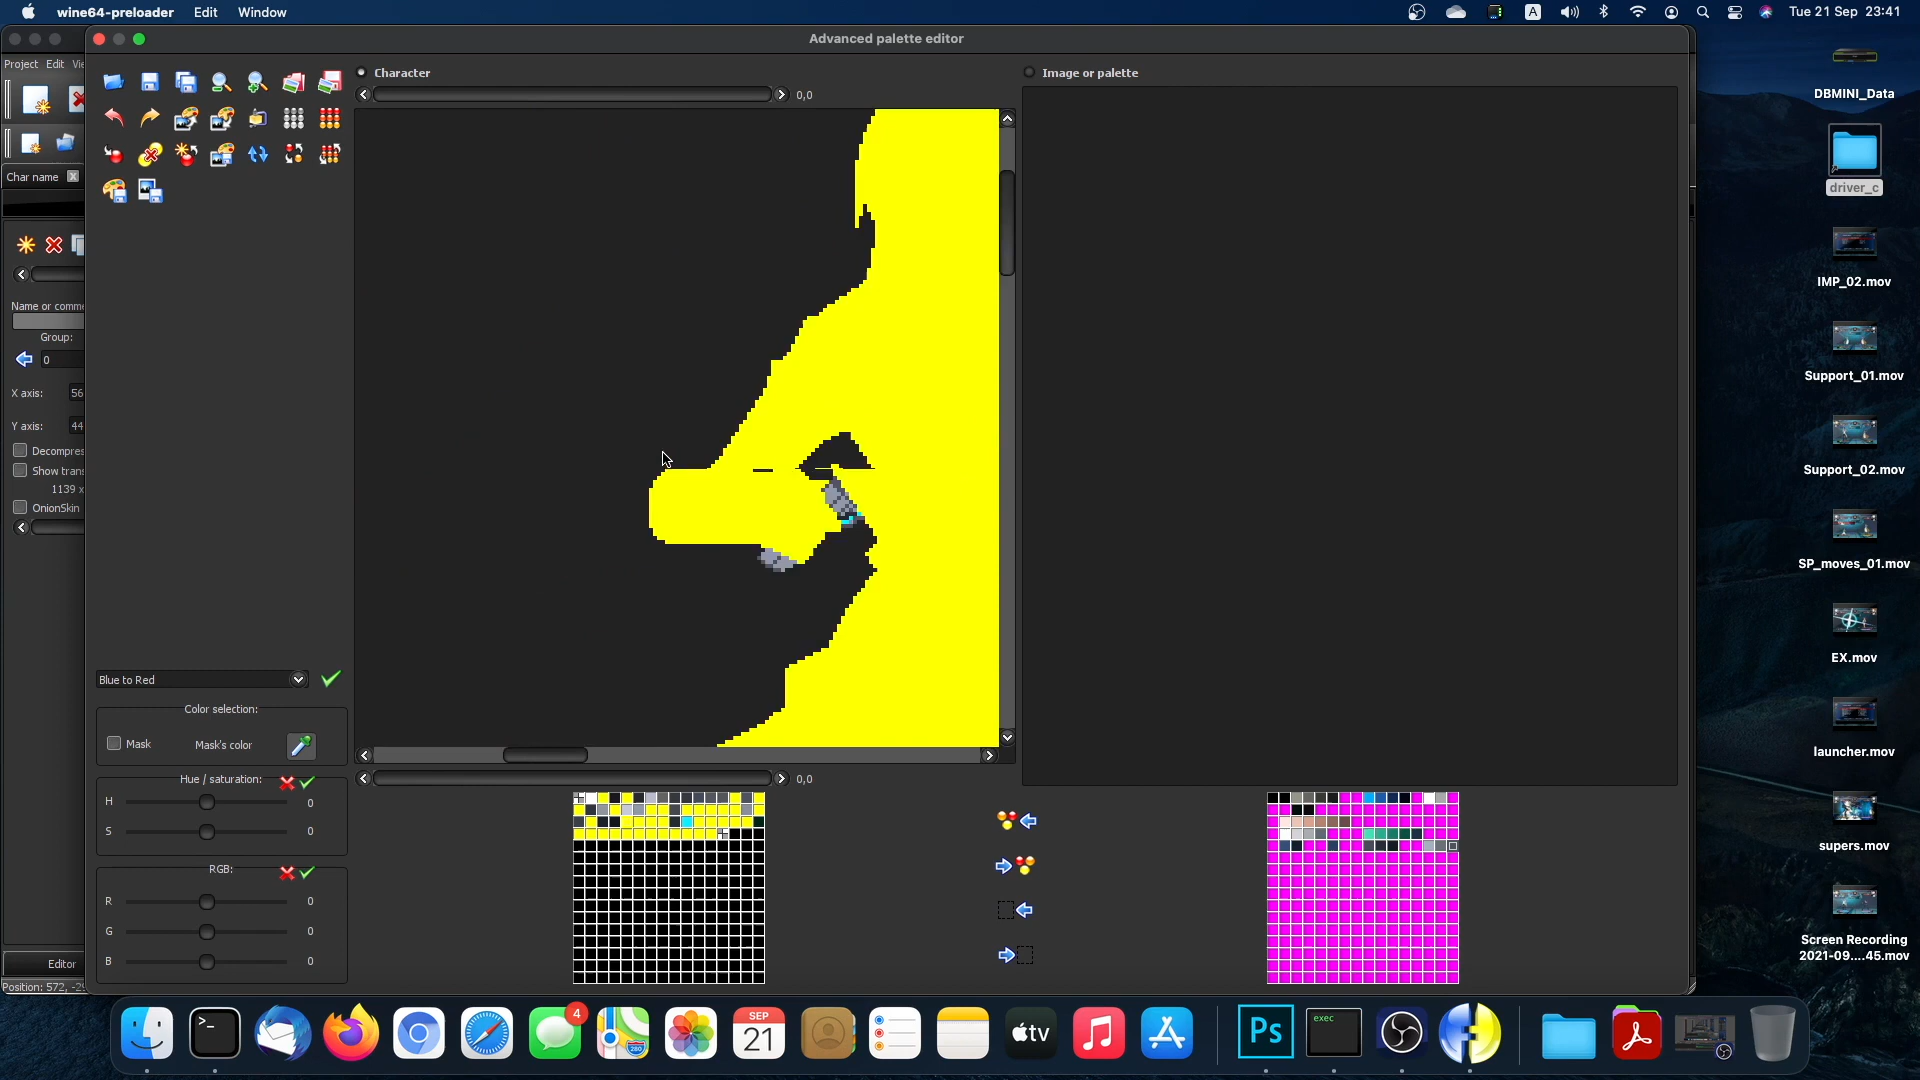 wine64-preloader Edit Window
A
Tue 21 Sep 23:41
Advanced palette editor
Project Edit
Character
Image or palette
0,0
Char name
Name or comme
Group:
0
X axis: 56
Y axis: 44
Decompres
Show tran
1139 x
OnionSkin
Blue to Red
Color selection:
Mask
Mask's color
Hue / saturation:
H 0
S 0
RGB:
R 0
G 0
B 0
0,0
Editor
Position: 572, -2
DBMINI_Data
driver_c
IMP_02.mov
Support_01.mov
Support_02.mov
SP_moves_01.mov
EX.mov
launcher.mov
supers.mov
Screen Recording
2021-09....45.mov
4
280
SEP
21
tv
Ps
exec